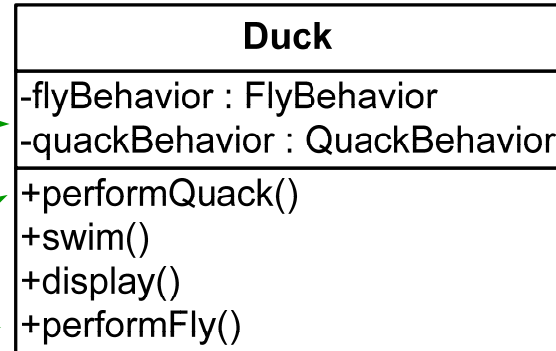 Duck
-flyBehavior : FlyBehavior
-quackBehavior : QuackBehavior
+performQuack()
+swim()
+display()
+performFly()